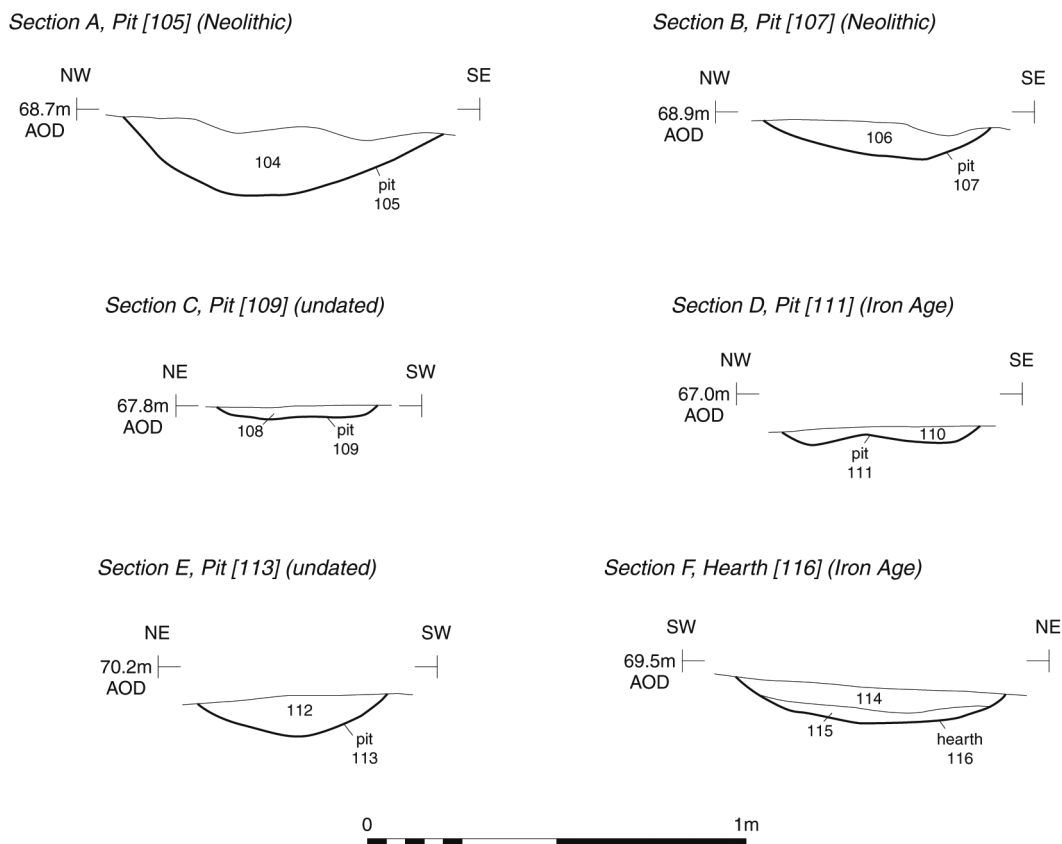 Section A, Pit [105] (Neolithic)
NW
SE
68.7m
AOD
104
pit
105
Section B, Pit [107] (Neolithic)
NW
SE
68.9m
AOD
106
pit
107
Section C, Pit [109] (undated)
NE
SW
67.8m
AOD
108
pit
109
Section D, Pit [111] (Iron Age)
NW
SE
67.0m
AOD
110
pit
111
Section E, Pit [113] (undated)
NE
SW
70.2m
AOD
112
pit
113
Section F, Hearth [116] (Iron Age)
SW
NE
69.5m
AOD
114
115
hearth
116
0
1m